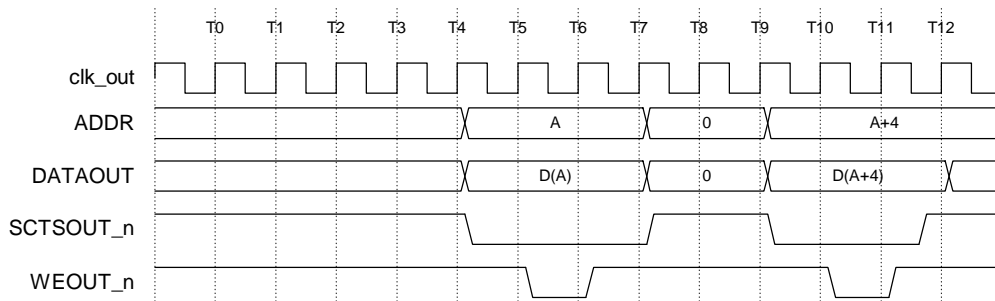 T0 T1 T2 T3 T4 T5 T6 T7 T8 T9 T10 T11 T12
clk_out
ADDR A 0 A+4
DATAOUT D(A) 0 D(A+4)
SCTSOUT_n
WEOUT_n